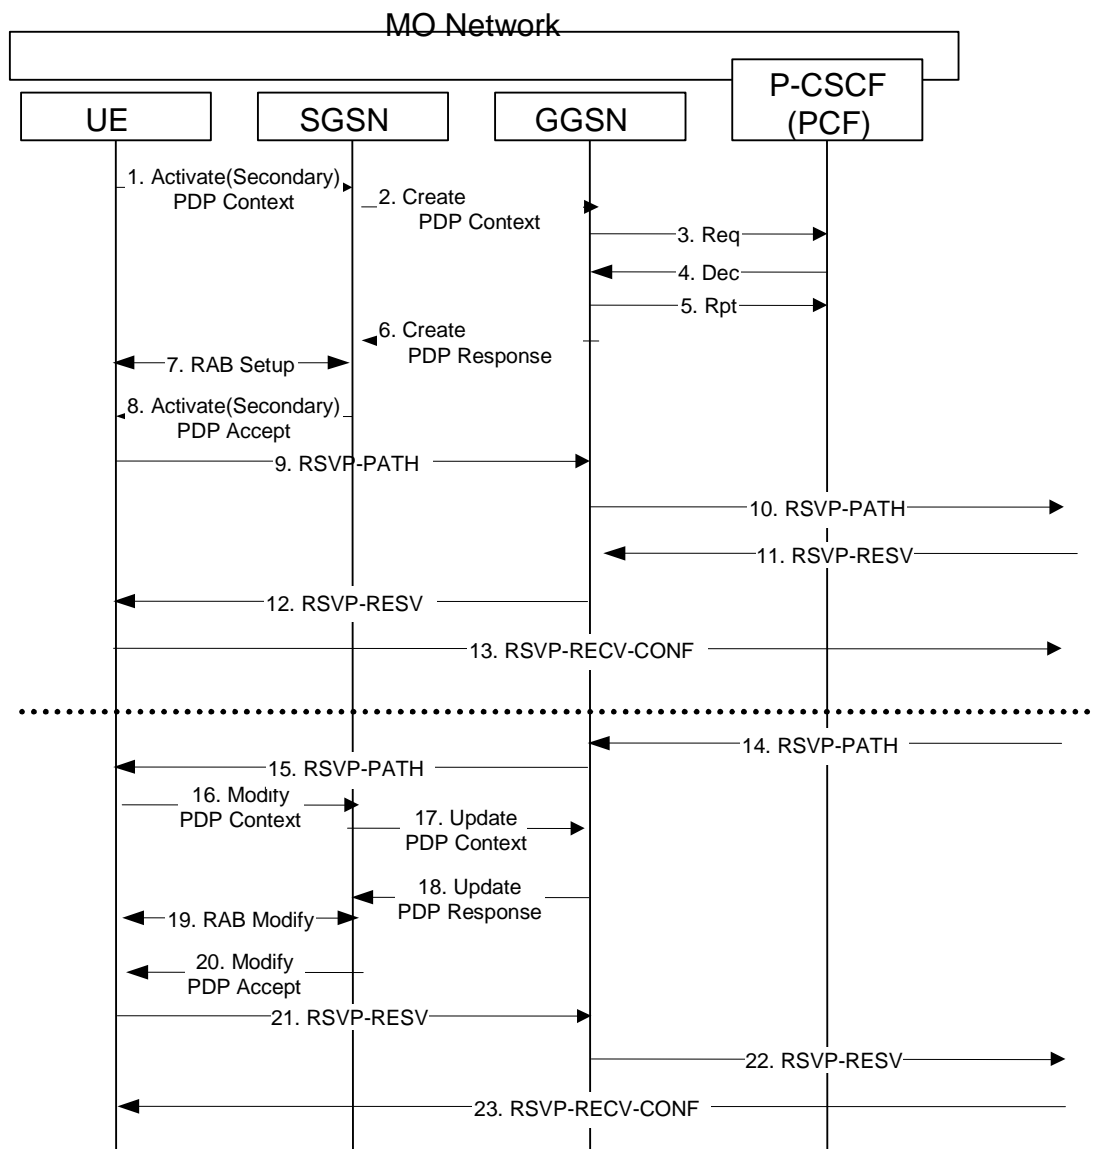 MO Network
UE
SGSN
GGSN
P-CSCF
(PCF)
1. Activate(Secondary)
PDP Context
2. Create
PDP Context
3. Req
4. Dec
5. Rpt
6. Create
PDP Response
7. RAB Setup
8. Activate(Secondary)
PDP Accept
9. RSVP-PATH
10. RSVP-PATH
11. RSVP-RESV
12. RSVP-RESV
13. RSVP-RECV-CONF
14. RSVP-PATH
15. RSVP-PATH
16. Modify
PDP Context
17. Update
PDP Context
18. Update
PDP Response
19. RAB Modify
20. Modify
PDP Accept
21. RSVP-RESV
22. RSVP-RESV
23. RSVP-RECV-CONF